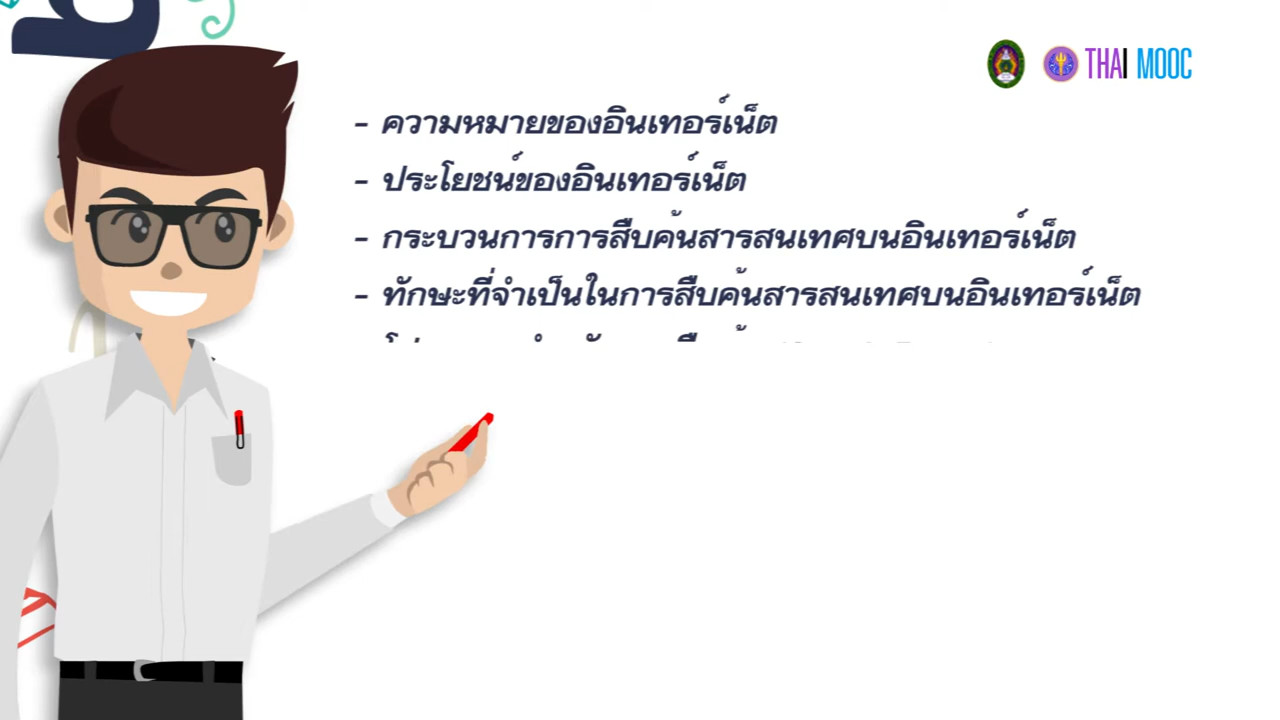 THAI MOOC
- ความหมายของอินเทอร์เน็ต
- ประโยชน์ของอินเทอร์เน็ต
- กระบวนการการสืบค้นสารสนเทศบนอินเทอร์เน็ต
- ทักษะที่จำเป็นในการสืบค้นสารสนเทศบนอินเทอร์เน็ต